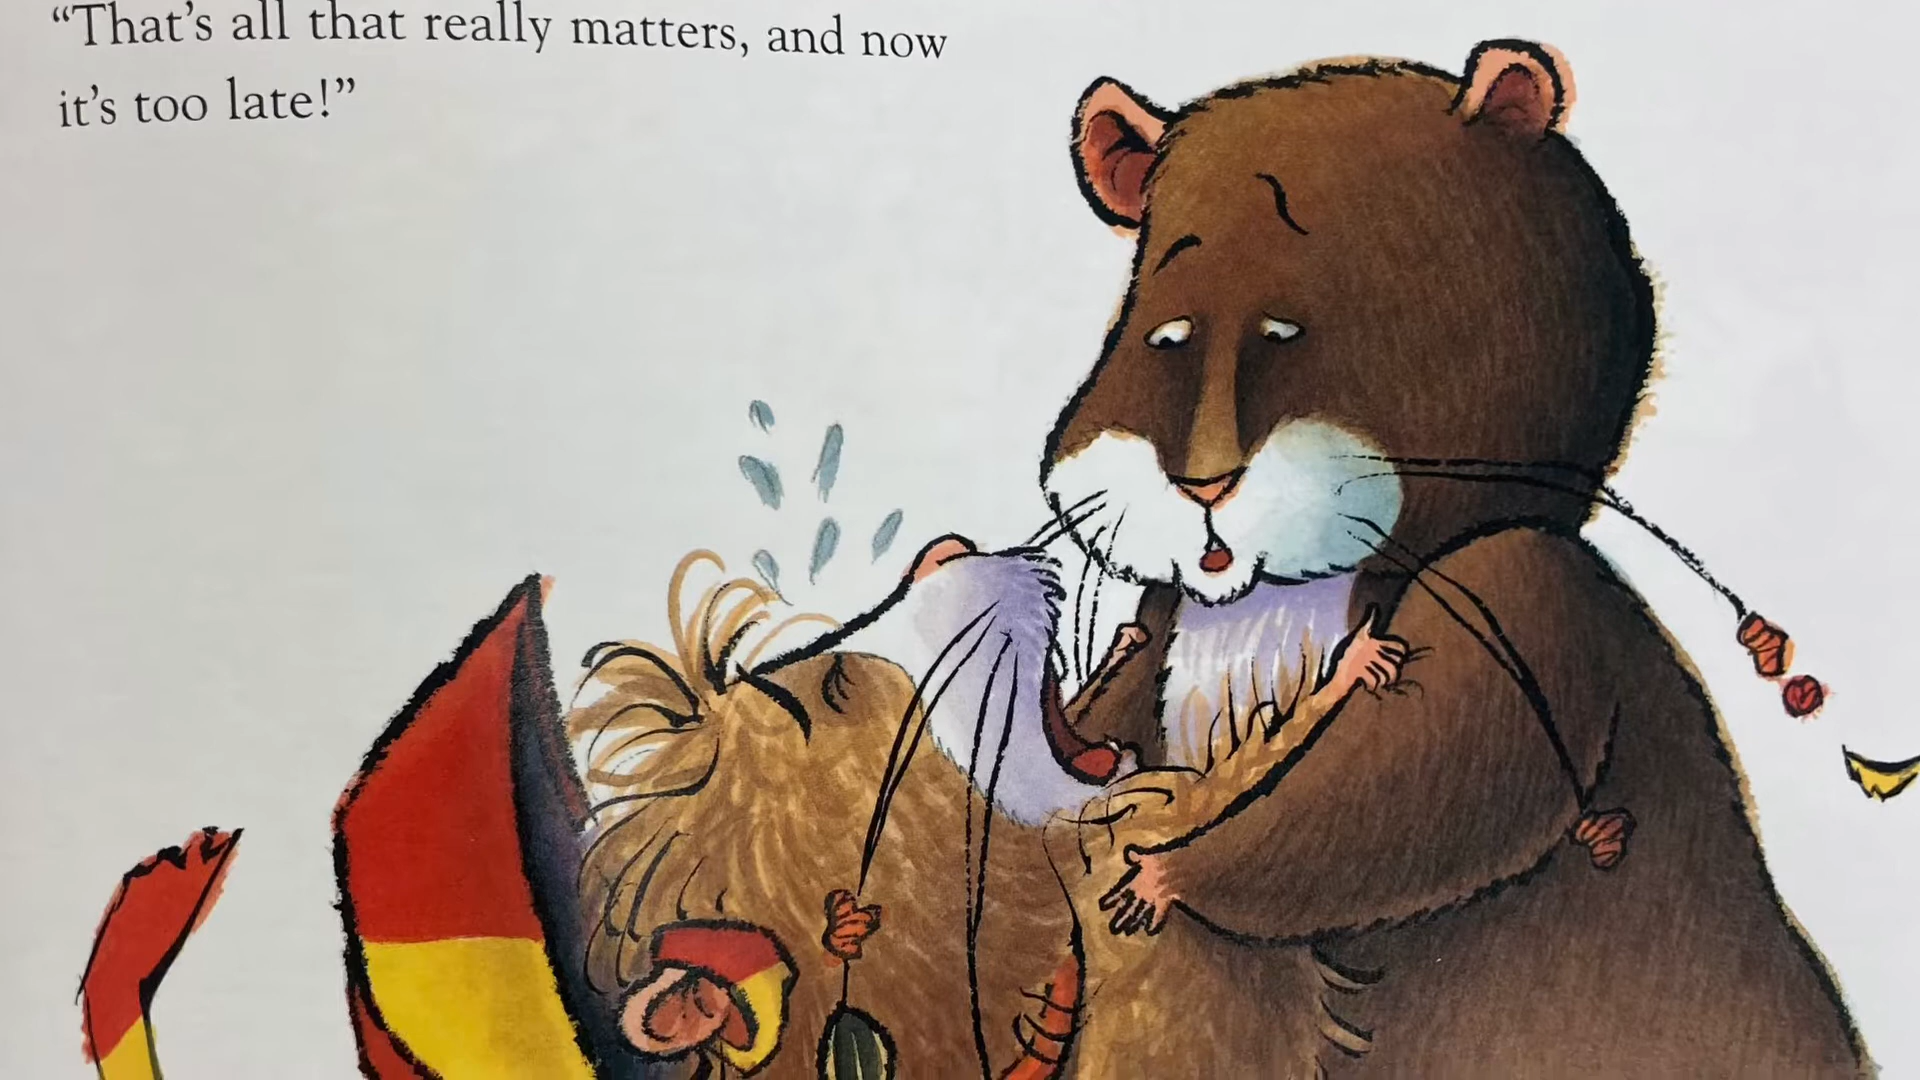 “That’s all that really matters, and now
it’s too late!”